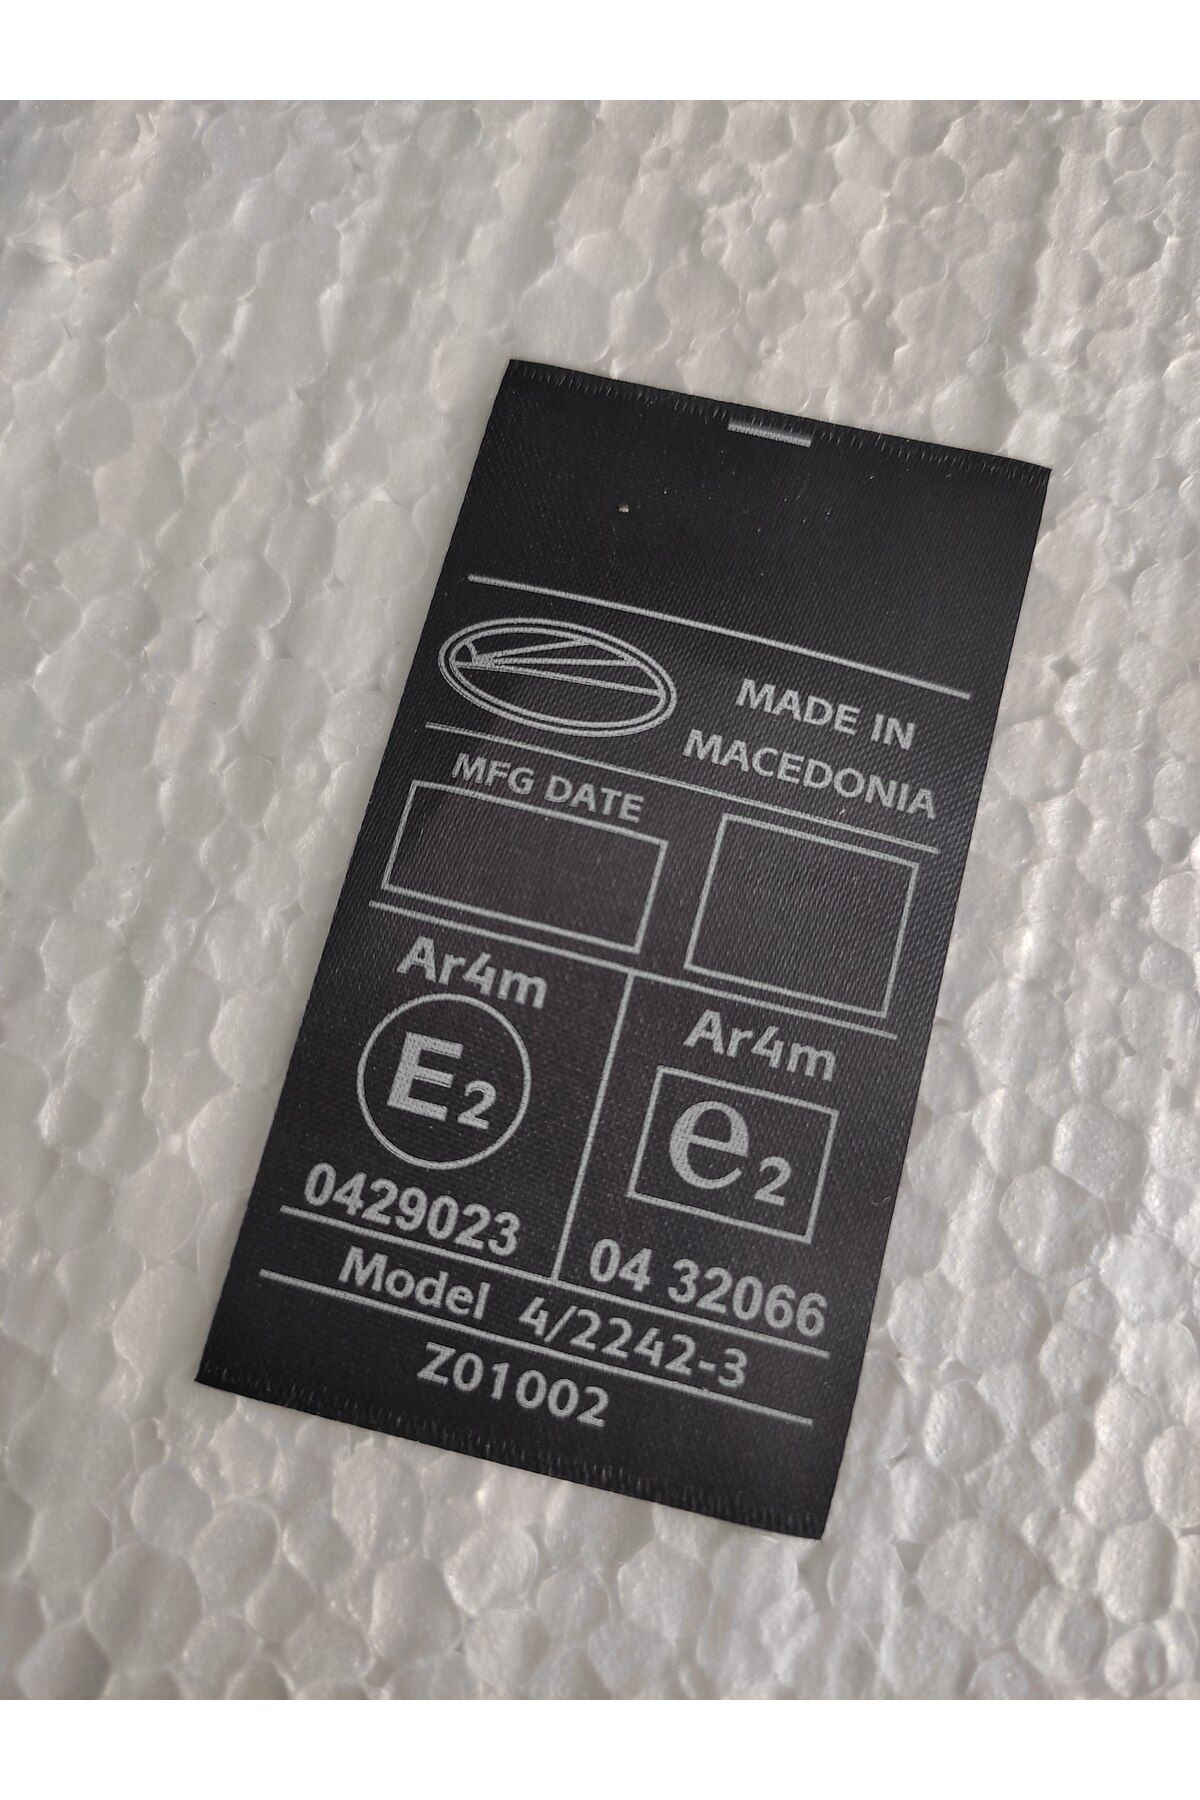 MADE IN
MACEDONIA
MFG DATE
Ar4m
E2
0429023
Ar4m
e2
04 32066
Model 4/2242-3
Z01002